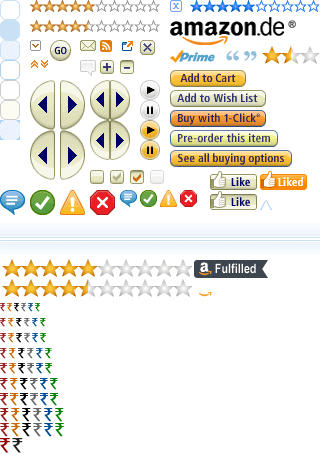 GO
amazon.de®
Prime
Add to Cart
Add to Wish List
Buy with 1-Click®
Pre-order this item
See all buying options
Like
Liked
Like
a Fulfilled
₹₹₹₹₹₹
₹₹₹₹₹₹
₹₹₹₹₹₹
₹₹₹₹₹₹
₹₹₹₹₹₹
₹₹₹₹₹₹
₹₹₹₹₹₹
₹₹₹₹₹₹
₹₹₹₹₹₹
₹₹